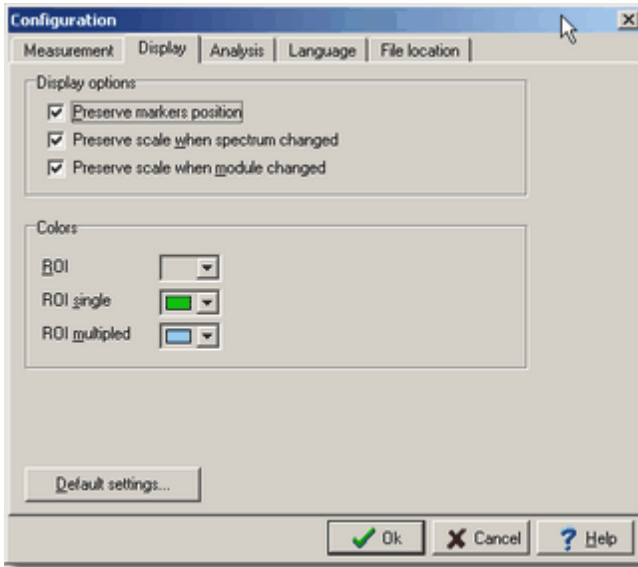 Configuration
Measurement Display Analysis Language File location
Display options
Preserve markers position
Preserve scale when spectrum changed
Preserve scale when module changed
Colors
ROI
ROI single
ROI multipled
Default settings...
Ok Cancel Help